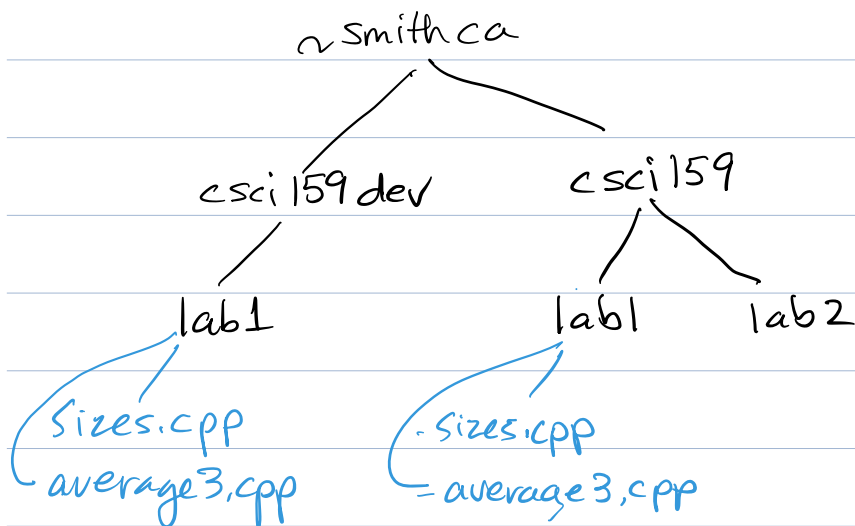 ~smithca
csci159dev csci159
lab1 lab1 lab2
sizes.cpp sizes.cpp
average3.cpp average3.cpp